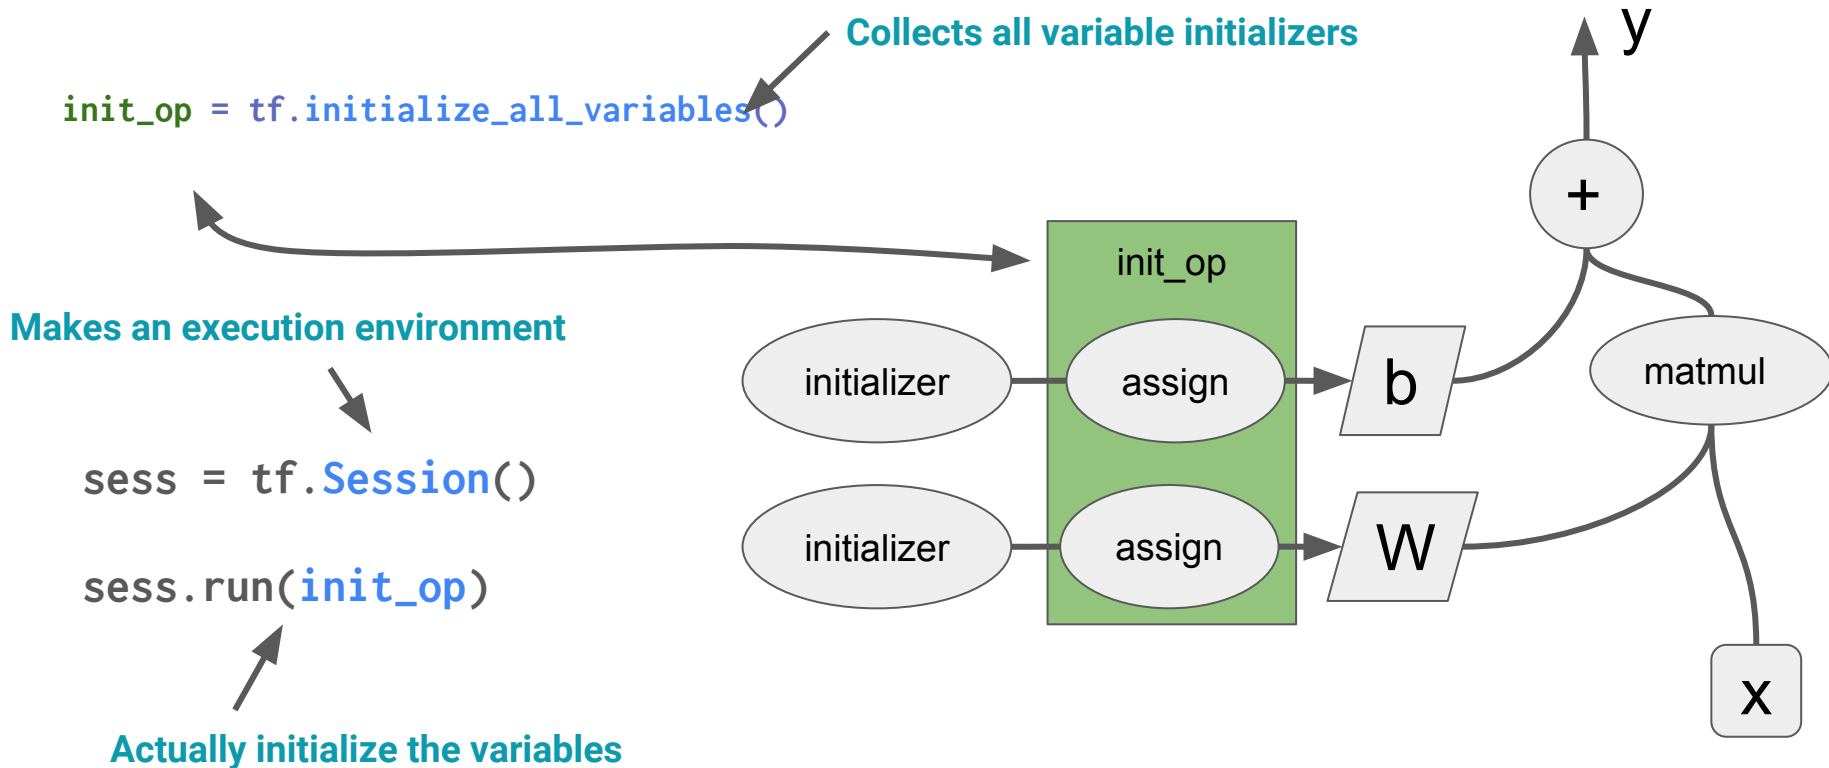 Collects all variable initializers
init_op = tf.initialize_all_variables()
Makes an execution environment
sess = tf.Session()
sess.run(init_op)
Actually initialize the variables
y
+
init_op
initializer
assign
b
matmul
initializer
assign
W
x